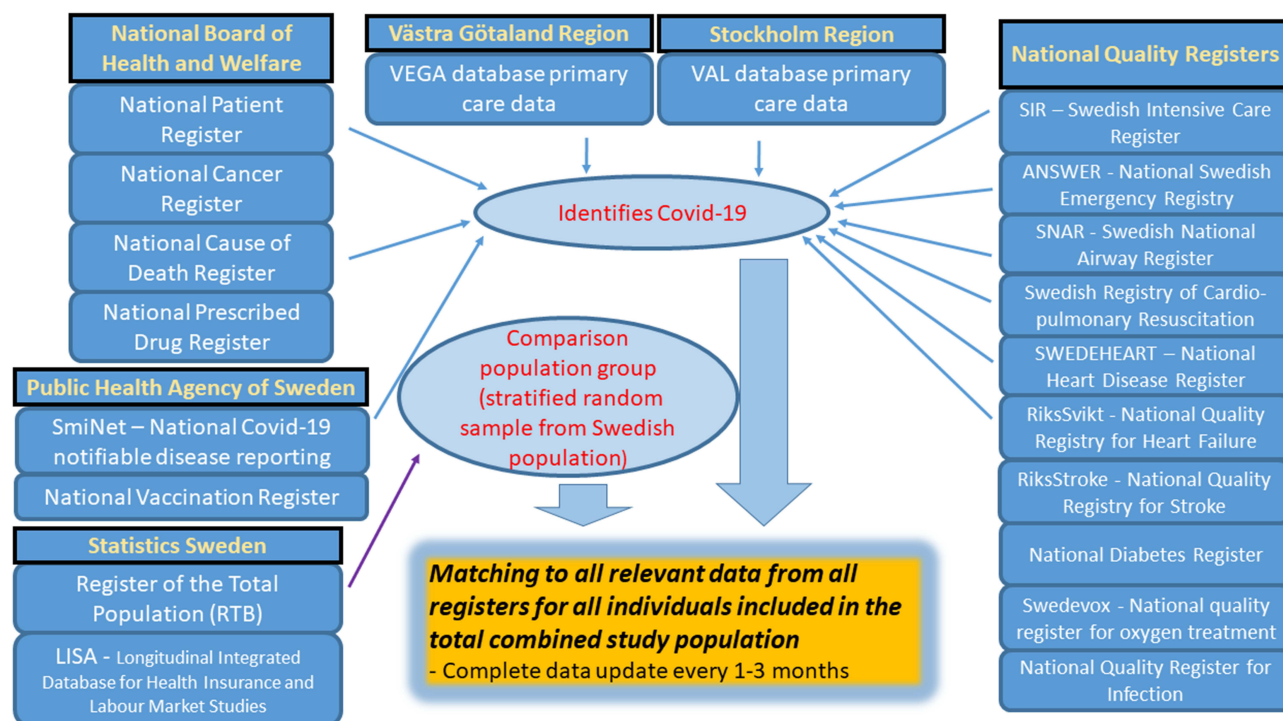 National Board of
Health and Welfare
National Patient
Register
National Cancer
Register
National Cause of
Death Register
National Prescribed
Drug Register
Public Health Agency of Sweden
SmiNet – National Covid-19
notifiable disease reporting
National Vaccination Register
Statistics Sweden
Register of the Total
Population (RTB)
LISA - Longitudinal Integrated
Database for Health Insurance and
Labour Market Studies
Västra Götaland Region
VEGA database primary
care data
Stockholm Region
VAL database primary
care data
Identifies Covid-19
Comparison
population group
(stratified random
sample from Swedish
population)
Matching to all relevant data from all
registers for all individuals included in the
total combined study population
- Complete data update every 1-3 months
National Quality Registers
SIR – Swedish Intensive Care
Register
ANSWER - National Swedish
Emergency Registry
SNAR - Swedish National
Airway Register
Swedish Registry of Cardio-
pulmonary Resuscitation
SWEDEHEART – National
Heart Disease Register
RiksSvikt - National Quality
Registry for Heart Failure
RiksStroke - National Quality
Registry for Stroke
National Diabetes Register
Swedevox - National quality
register for oxygen treatment
National Quality Register for
Infection